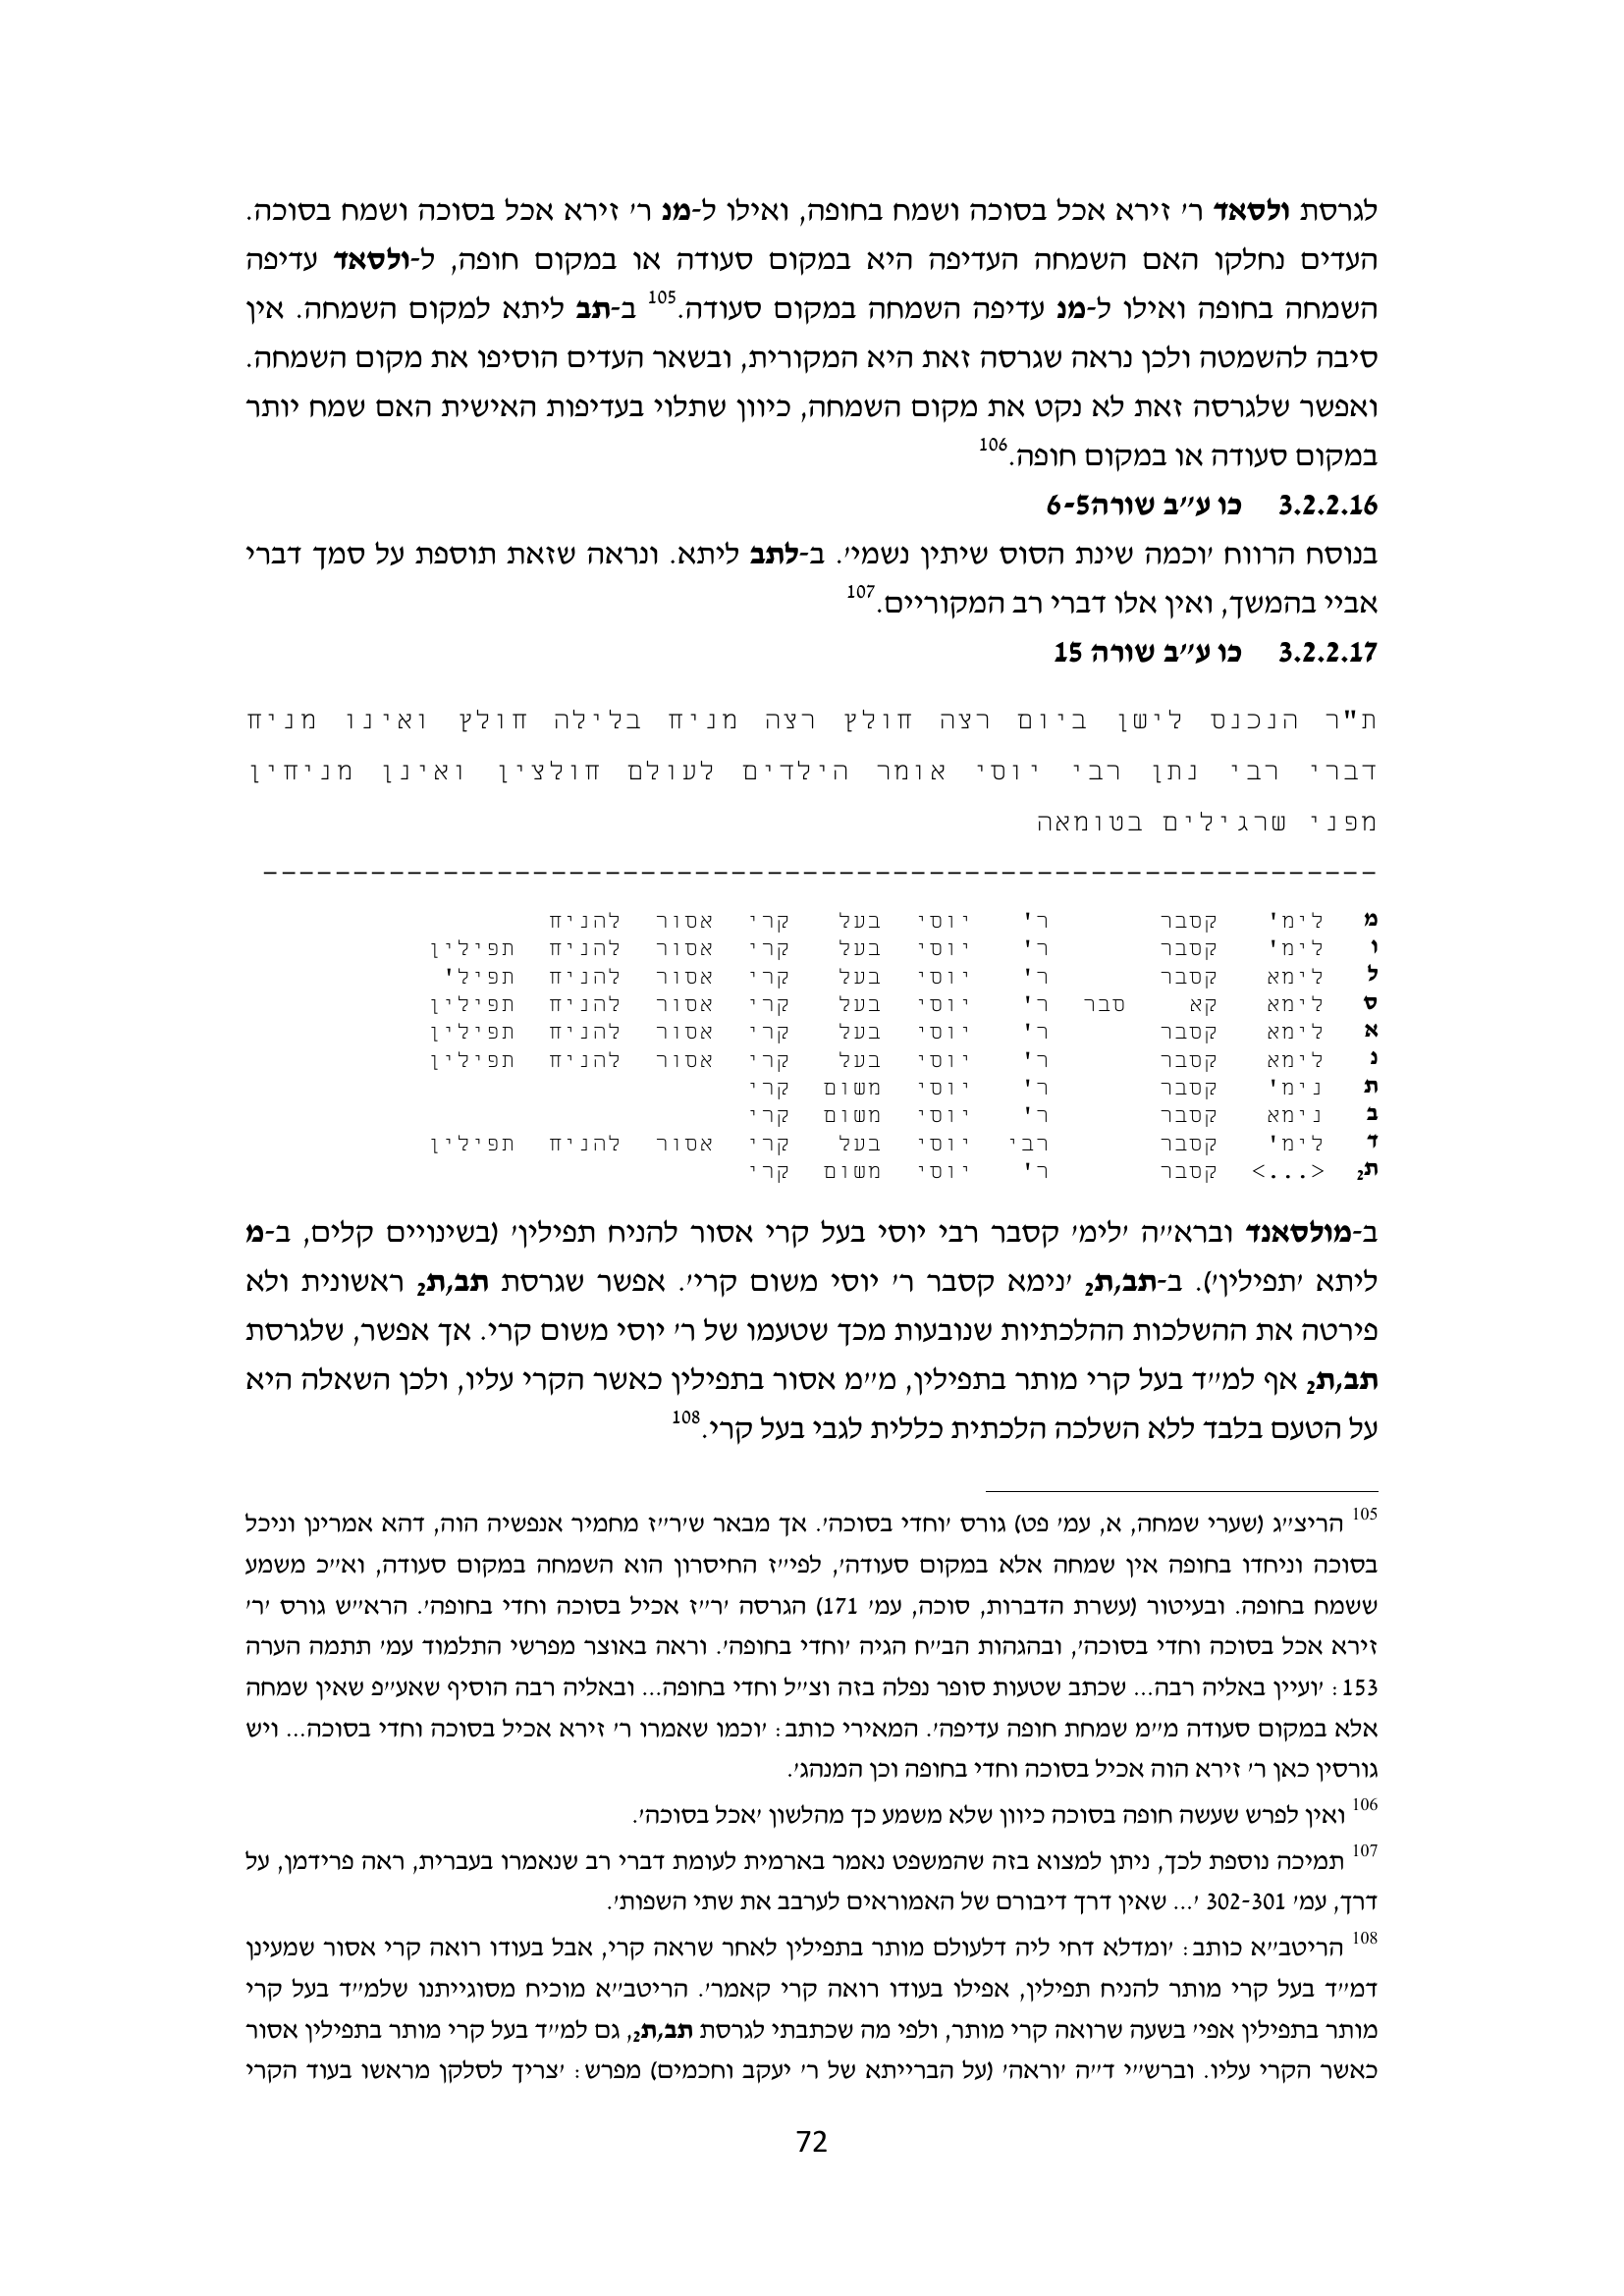 לגרסת ולסאד ר' זירא אכל בסוכה ושמח בחופה, ואילו ל-מנ ר' זירא אכל בסוכה ושמח בסוכה.
העדים נחלקו האם השמחה העדיפה היא במקום סעודה או במקום חופה, ל-ולסאד עדיפה
השמחה בחופה ואילו ל-מנ עדיפה השמחה במקום סעודה.105 ב-תב ליתא למקום השמחה. אין
סיבה להשמטה ולכן נראה שגרסה זאת היא המקורית, ובשאר העדים הוסיפו את מקום השמחה.
ואפשר שלגרסה זאת לא נקט את מקום השמחה, כיוון שתלוי בעדיפות האישית האם שמח יותר
במקום סעודה או במקום חופה.106
3.2.2.16 כו ע"ב שורה5-6
בנוסח הרווח 'וכמה שינת הסוס שיתין נשמי'. ב-לתב ליתא. ונראה שזאת תוספת על סמך דברי
אביי בהמשך, ואין אלו דברי רב המקוריים.107
3.2.2.17 כו ע"ב שורה 15
ת"ר הנכנס לישן ביום רצה חולץ רצה מניח בלילה חולץ ואינו מניח
דברי רבי נתן רבי יוסי אומר הילדים לעולם חולצין ואינן מניחין
מפני שרגילים בטומאה
--------------------------------------------------------------
מ לימ' קסבר ר' יוסי בעל קרי אסור להניח
ו לימ' קסבר ר' יוסי בעל קרי אסור להניח תפילין
ל לימא קסבר ר' יוסי בעל קרי אסור להניח תפיל'
ס לימא קא סבר ר' יוסי בעל קרי אסור להניח תפילין
א לימא קסבר ר' יוסי בעל קרי אסור להניח תפילין
נ לימא קסבר ר' יוסי בעל קרי אסור להניח תפילין
ת נימ' קסבר ר' יוסי משום קרי
ב נימא קסבר ר' יוסי משום קרי
ד לימ' קסבר רבי יוסי בעל קרי אסור להניח תפילין
ת2 <...> קסבר ר' יוסי משום קרי
ב-מולסאנד וברא"ה 'לימ' קסבר רבי יוסי בעל קרי אסור להניח תפילין' (בשינויים קלים, ב-מ
ליתא 'תפילין'). ב-תב,ת2 'נימא קסבר ר' יוסי משום קרי'. אפשר שגרסת תב,ת2 ראשונית ולא
פירטה את ההשלכות ההלכתיות שנובעות מכך שטעמו של ר' יוסי משום קרי. אך אפשר, שלגרסת
תב,ת2 אף למ"ד בעל קרי מותר בתפילין, מ"מ אסור בתפילין כאשר הקרי עליו, ולכן השאלה היא
על הטעם בלבד ללא השלכה הלכתית כללית לגבי בעל קרי.108
105 הריצ"ג (שערי שמחה, א, עמ' פט) גורס 'וחדי בסוכה'. אך מבאר ש'ר"ז מחמיר אנפשיה הוה, דהא אמרינן וניכל
בסוכה וניחדו בחופה אין שמחה אלא במקום סעודה', לפי"ז החיסרון הוא השמחה במקום סעודה, וא"כ משמע
ששמח בחופה. ובעיטור (עשרת הדברות, סוכה, עמ' 171) הגרסה 'ר"ז אכיל בסוכה וחדי בחופה'. הרא"ש גורס 'ר'
זירא אכל בסוכה וחדי בסוכה', ובהגהות הב"ח הגיה 'וחדי בחופה'. וראה באוצר מפרשי התלמוד עמ' תתמה הערה
153: 'ועיין באליה רבה... שכתב שטעות סופר נפלה בזה וצ"ל וחדי בחופה... ובאליה רבה הוסיף שאע"פ שאין שמחה
אלא במקום סעודה מ"מ שמחת חופה עדיפה'. המאירי כותב: 'וכמו שאמרו ר' זירא אכיל בסוכה וחדי בסוכה... ויש
גורסין כאן ר' זירא הוה אכיל בסוכה וחדי בחופה וכן המנהג'.
106 ואין לפרש שעשה חופה בסוכה כיוון שלא משמע כך מהלשון 'אכל בסוכה'.
107 תמיכה נוספת לכך, ניתן למצוא בזה שהמשפט נאמר בארמית לעומת דברי רב שנאמרו בעברית, ראה פרידמן, על
דרך, עמ' 302-301 '... שאין דרך דיבורם של האמוראים לערבב את שתי השפות'.
108 הריטב"א כותב: 'ומדלא דחי ליה דלעולם מותר בתפילין לאחר שראה קרי, אבל בעודו רואה קרי אסור שמעינן
דמ"ד בעל קרי מותר להניח תפילין, אפילו בעודו רואה קרי קאמר'. הריטב"א מוכיח מסוגייתנו שלמ"ד בעל קרי
מותר בתפילין אפי' בשעה שרואה קרי מותר, ולפי מה שכתבתי לגרסת תב,ת2, גם למ"ד בעל קרי מותר בתפילין אסור
כאשר הקרי עליו. וברש"י ד"ה 'וראה' (על הברייתא של ר' יעקב וחכמים) מפרש: 'צריך לסלקן מראשו בעוד הקרי
72